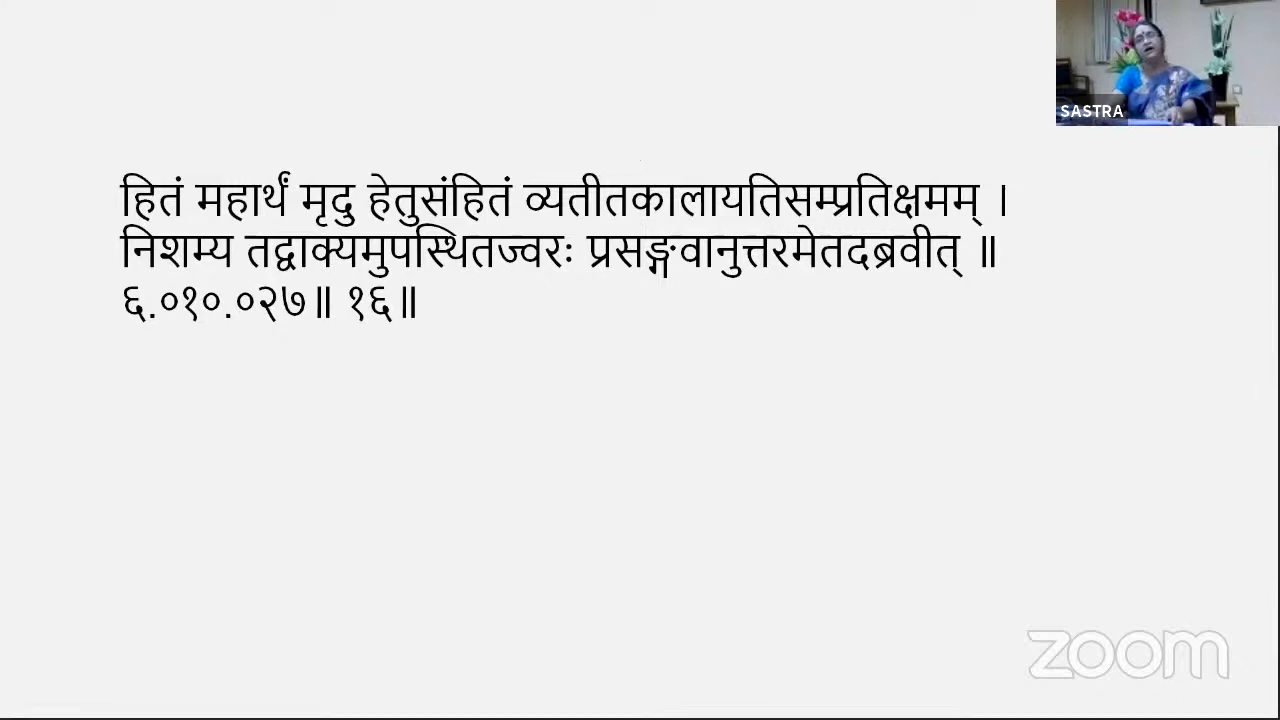 SASTRA
हितं महार्थं मृदु हेतुसंहितं व्यतीतकालायतिसम्प्रतिक्षमम् ।
निशम्य तद्वाक्यमुपस्थितज्वरः प्रसङ्गवानुत्तरमेतदब्रवीत् ॥
६.०१०.०२७॥ १६॥
zoom